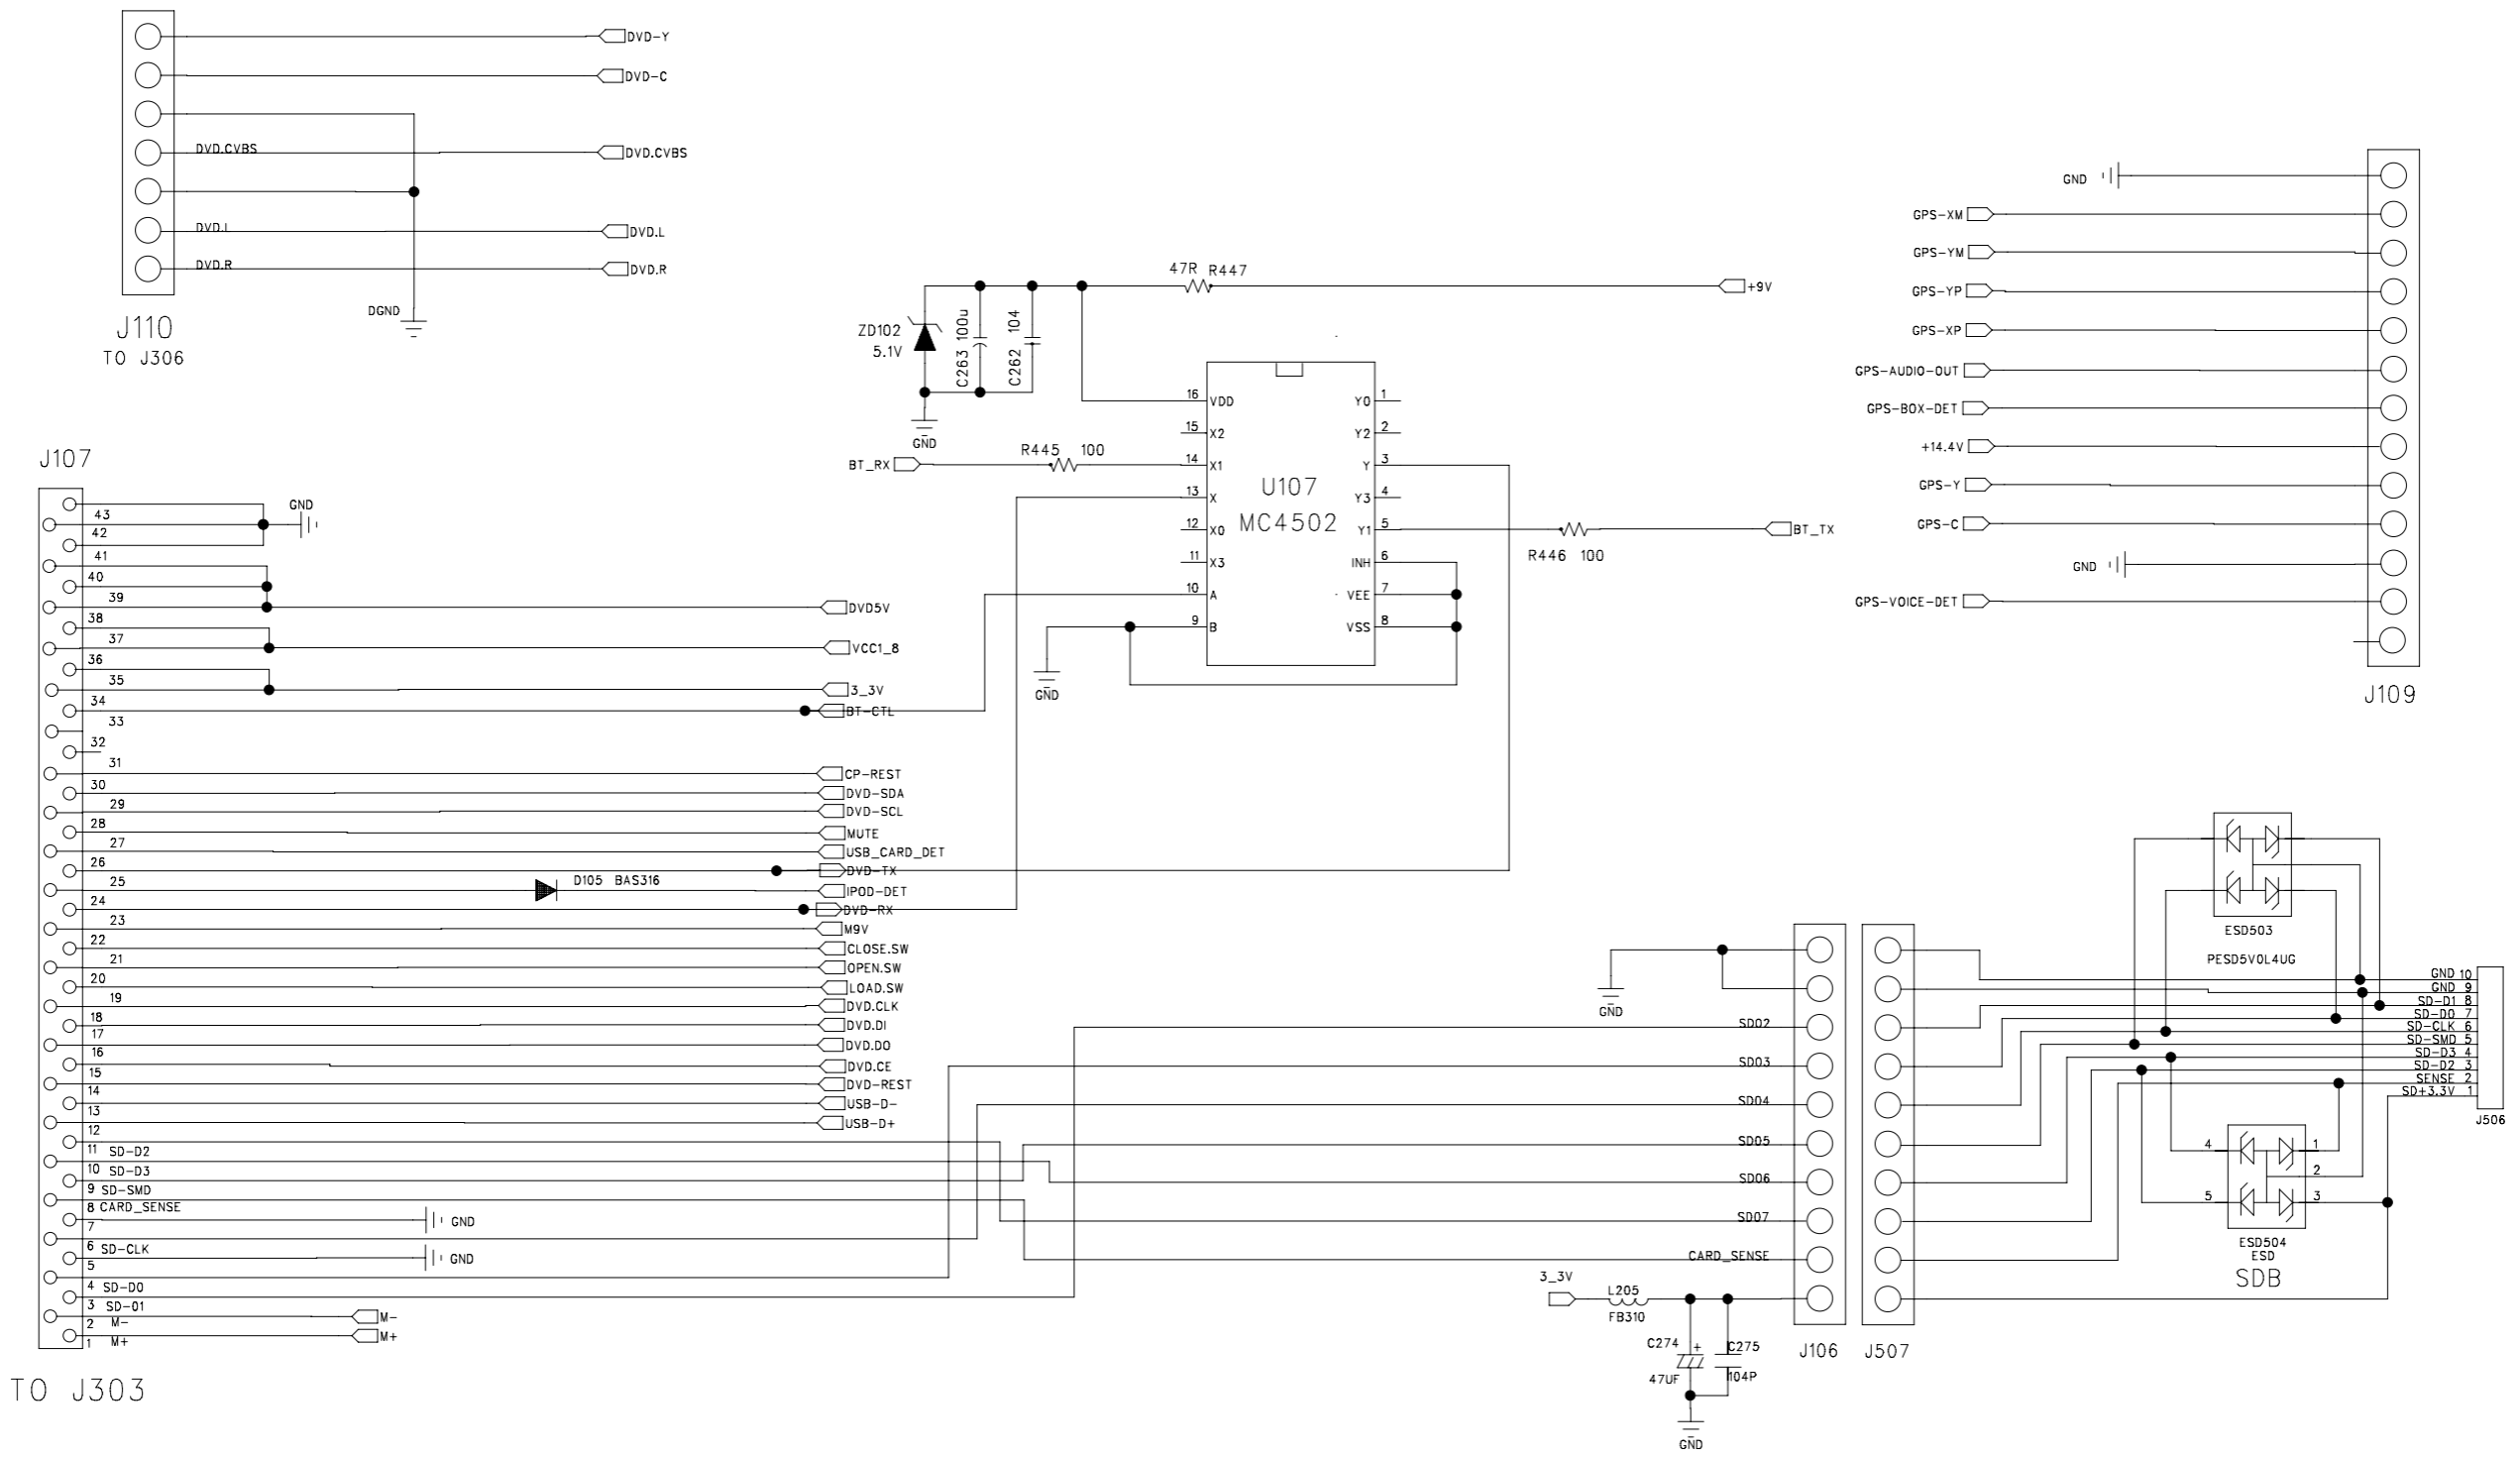 DVD-Y
DVD-C
DVD.CVBS DVD.CVBS
DVD.L DVD.L
DVD.R DVD.R
DGND
J110
TO J306
47R R447
+9V
ZD102
5.1V
C263 100u
C262 104
GND
BT_RX
R445 100
16 VDD
15 X2
14 X1
13 X
12 X0
11 X3
10 A
9 B
U107
MC4502
Y0 1
Y2 2
Y 3
Y3 4
Y1 5
INH 6
VEE 7
VSS 8
R446 100
BT_TX
GND
GND
GPS-XM
GPS-YM
GPS-YP
GPS-XP
GPS-AUDIO-OUT
GPS-BOX-DET
+14.4V
GPS-Y
GPS-C
GND
GPS-VOICE-DET
J109
J107
GND
43
42
41
40
39
DVD5V
38
37
VCC1_8
36
35
3_3V
34
BT-CTL
33
32
31
CP-REST
30
DVD-SDA
29
DVD-SCL
28
MUTE
27
USB_CARD_DET
26
DVD-TX
25
D105 BAS316
IPOD-DET
24
DVD-RX
23
M9V
22
CLOSE.SW
21
OPEN.SW
20
LOAD.SW
19
DVD.CLK
18
DVD.DI
17
DVD.DO
16
DVD.CE
15
DVD-REST
14
USB-D-
13
USB-D+
12
11 SD-D2
10 SD-D3
9 SD-SMD
8 CARD_SENSE
7
GND
6 SD-CLK
5
GND
4 SD-D0
3 SD-01
2 M-
M-
1 M+
M+
TO J303
GND
SD02
SD03
SD04
SD05
SD06
SD07
CARD_SENSE
3_3V
L205
FB310
C274
+
47UF
C275
104P
GND
J106
J507
ESD503
PESD5V0L4UG
GND 10
GND 9
SD-D1 8
SD-D0 7
SD-CLK 6
SD-SMD 5
SD-D3 4
SD-D2 3
SENSE 2
SD+3.3V 1
J506
4 1
2
5 3
ESD504
ESD
SDB